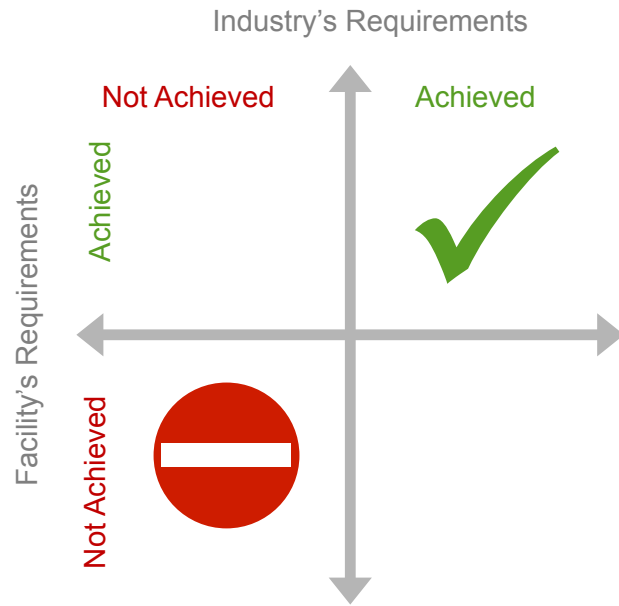 Industry’s Requirements
Not Achieved
Achieved
Facility’s Requirements
Achieved
Not Achieved